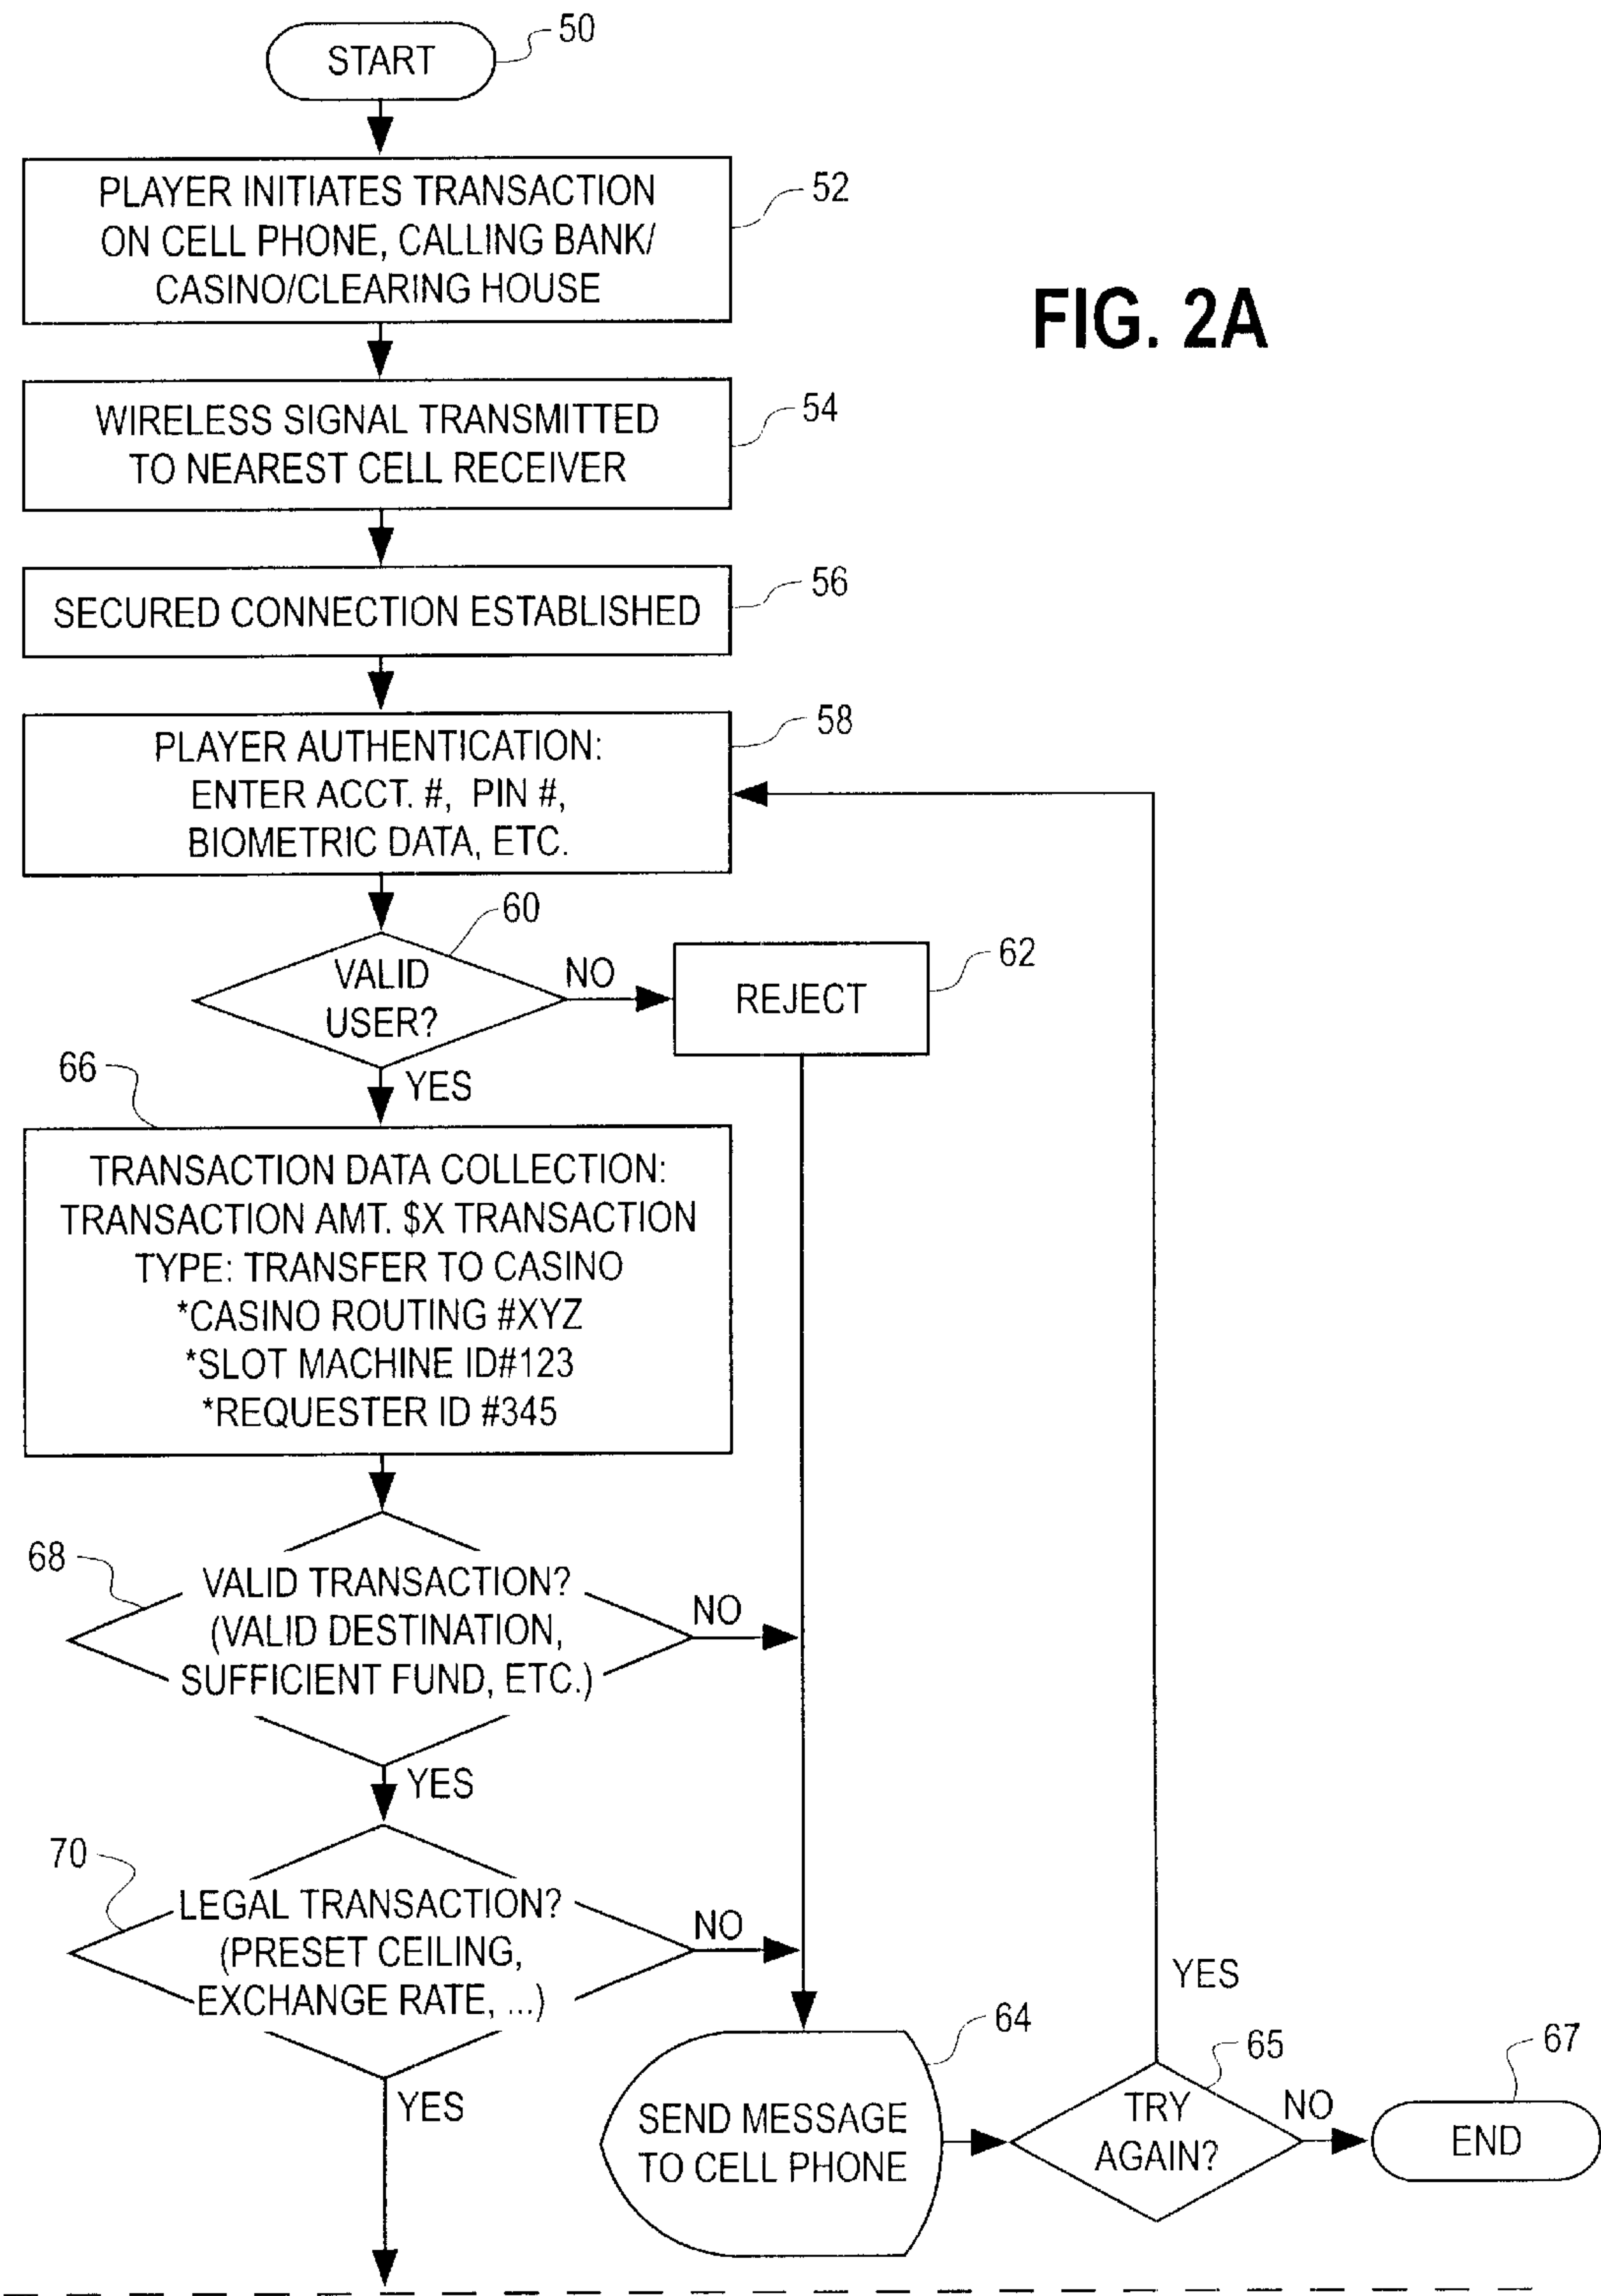 START
50
PLAYER INITIATES TRANSACTION
ON CELL PHONE, CALLING BANK/
CASINO/CLEARING HOUSE
52
FIG. 2A
WIRELESS SIGNAL TRANSMITTED
TO NEAREST CELL RECEIVER
54
SECURED CONNECTION ESTABLISHED
56
PLAYER AUTHENTICATION:
ENTER ACCT. #, PIN #,
BIOMETRIC DATA, ETC.
58
VALID
USER?
60
NO
REJECT
62
YES
66
TRANSACTION DATA COLLECTION:
TRANSACTION AMT. $X TRANSACTION
TYPE: TRANSFER TO CASINO
*CASINO ROUTING #XYZ
*SLOT MACHINE ID#123
*REQUESTER ID #345
68
VALID TRANSACTION?
(VALID DESTINATION,
SUFFICIENT FUND, ETC.)
NO
YES
70
LEGAL TRANSACTION?
(PRESET CEILING,
EXCHANGE RATE, ...)
NO
YES
SEND MESSAGE
TO CELL PHONE
64
TRY
AGAIN?
65
YES
NO
END
67